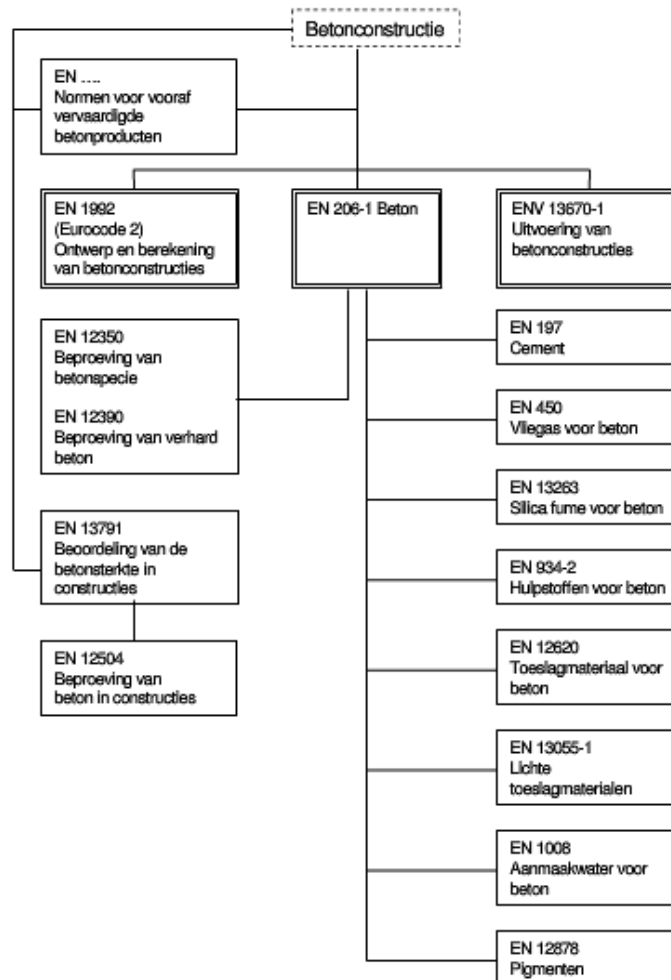 Betonconstructie
EN ....
Normen voor vooraf
vervaardigde
betonproducten
EN 1992
(Eurocode 2)
Ontwerp en berekening
van betonconstructies
EN 206-1 Beton
ENV 13670-1
Uitvoering van
betonconstructies
EN 12350
Beproeving van
betonspecie
EN 12390
Beproeving van verhard
beton
EN 13791
Beoordeling van de
betonsterkte in
constructies
EN 12504
Beproeving van
beton in constructies
EN 197
Cement
EN 450
Vliegas voor beton
EN 13263
Silica fume voor beton
EN 934-2
Hulpstoffen voor beton
EN 12620
Toeslagmateriaal voor
beton
EN 13055-1
Lichte
toeslagmaterialen
EN 1008
Aanmaakwater voor
beton
EN 12878
Pigmenten